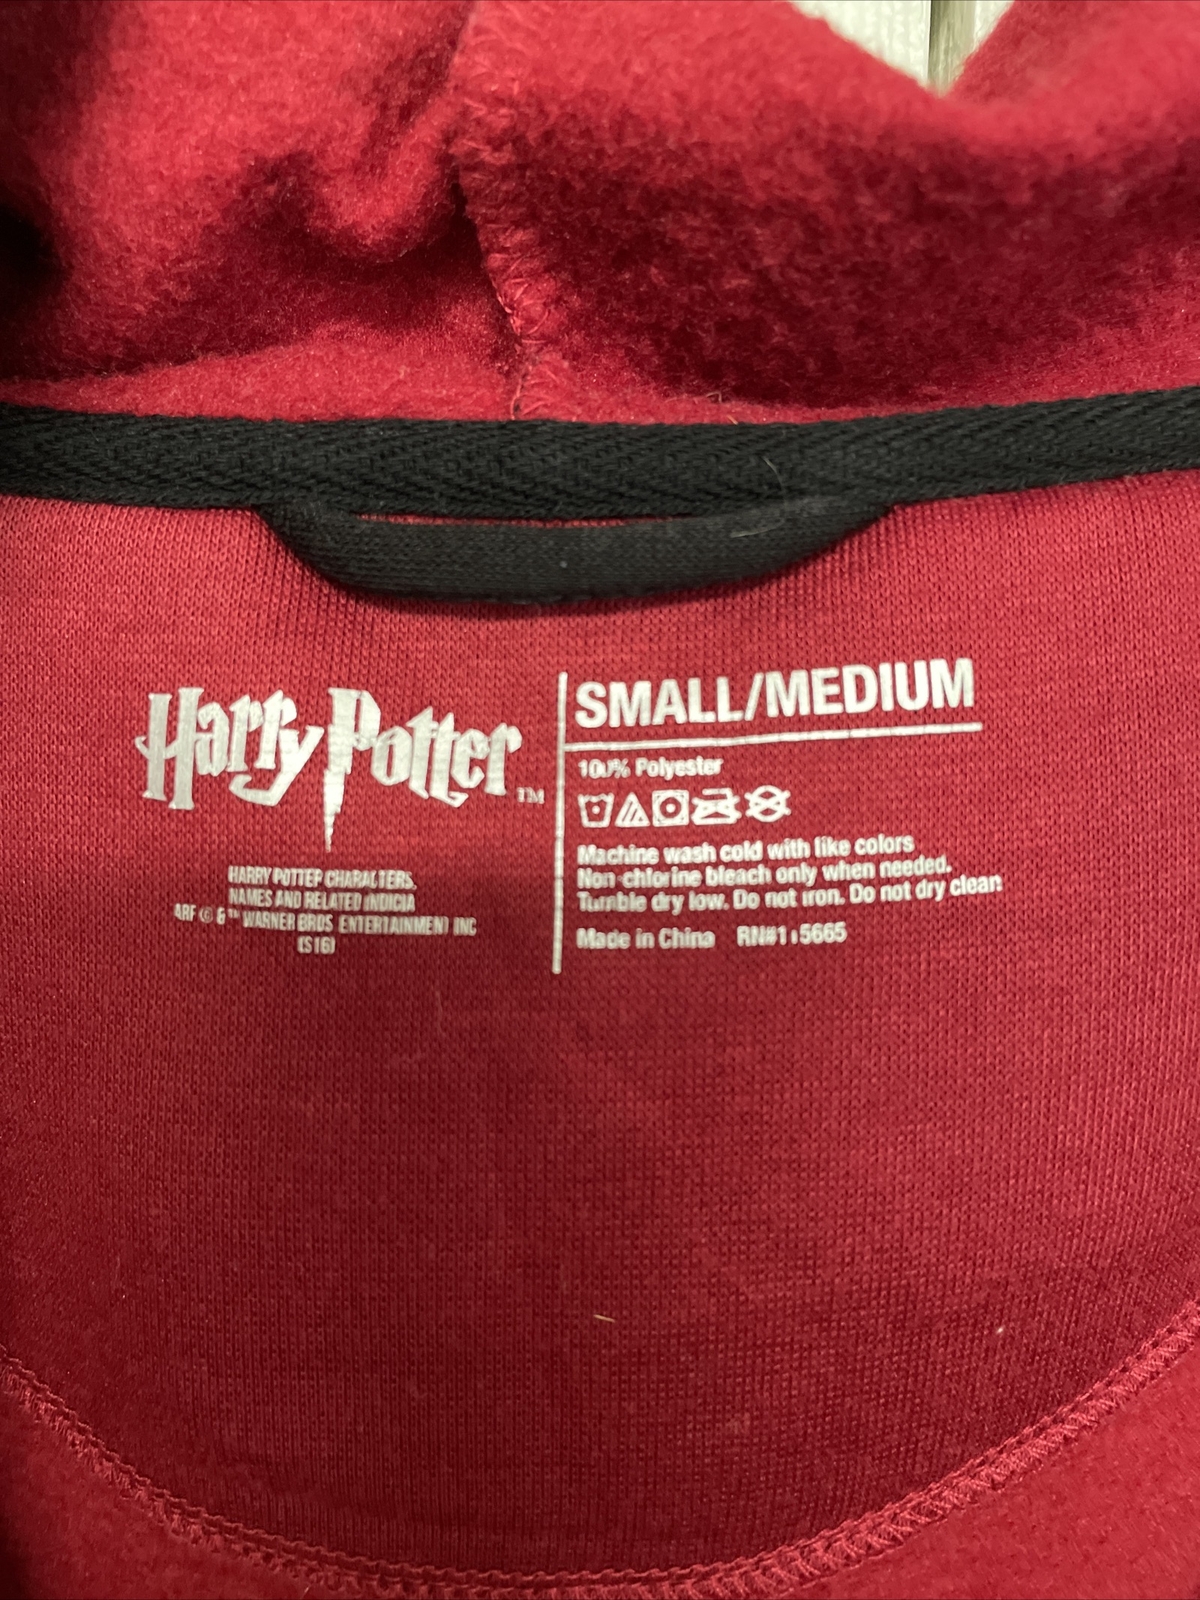 Harry Potter™
HARRY POTTER CHARACTERS,
NAMES AND RELATED INDICIA
ARE © & ™ WARNER BROS ENTERTAINMENT INC
(S16)
SMALL/MEDIUM
100% Polyester
Machine wash cold with like colors
Non-chlorine bleach only when needed.
Tumble dry low. Do not iron. Do not dry clean
Made in China